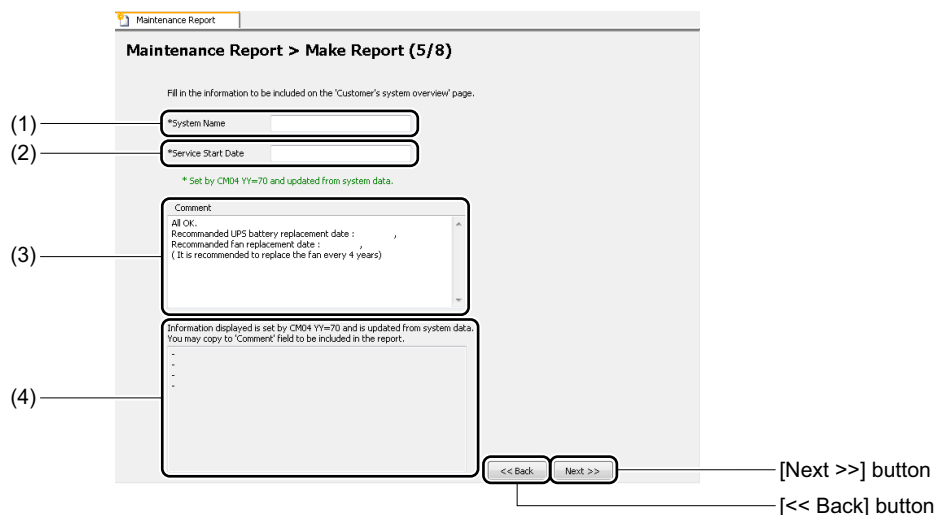 Maintenance Report
Maintenance Report > Make Report (5/8)
Fill in the information to be included on the 'Customer's system overview' page.
(1)
*System Name
(2)
*Service Start Date
* Set by CM04 YY=70 and updated from system data.
Comment
All OK.
Recommanded UPS battery replacement date : ,
Recommanded fan replacement date : ,
( It is recommended to replace the fan every 4 years)
(3)
Information displayed is set by CM04 YY=70 and is updated from system data.
You may copy to 'Comment' field to be included in the report.
-
-
-
-
(4)
<< Back Next >>
[Next >>] button
[<< Back] button